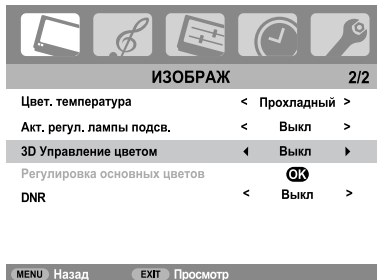 ИЗОБРАЖ 2/2
Цвет. температура < Прохладный >
Акт. регул. лампы подсв. < Выкл >
3D Управление цветом Выкл
Регулировка основных цветов OK
DNR < Выкл >
MENU Назад EXIT Просмотр